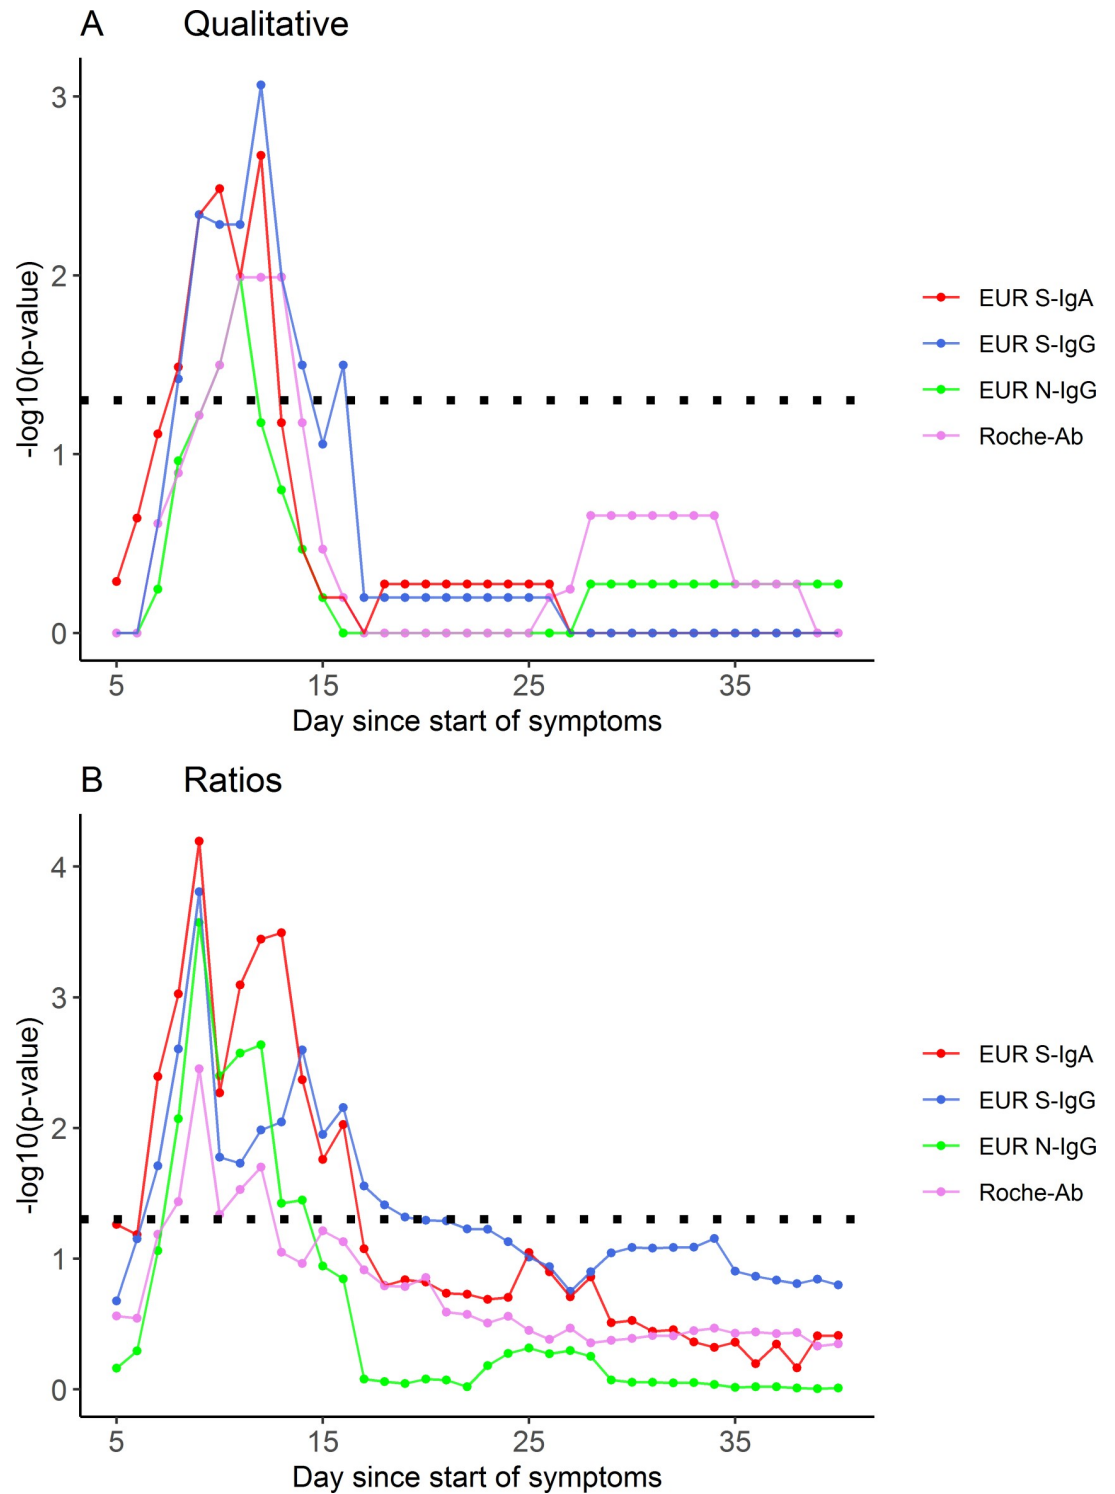 A Qualitative
3
2
1
0
-log10(p-value)
5 15 25 35
Day since start of symptoms
EUR S-IgA
EUR S-IgG
EUR N-IgG
Roche-Ab
B Ratios
4
3
2
1
0
-log10(p-value)
5 15 25 35
Day since start of symptoms
EUR S-IgA
EUR S-IgG
EUR N-IgG
Roche-Ab